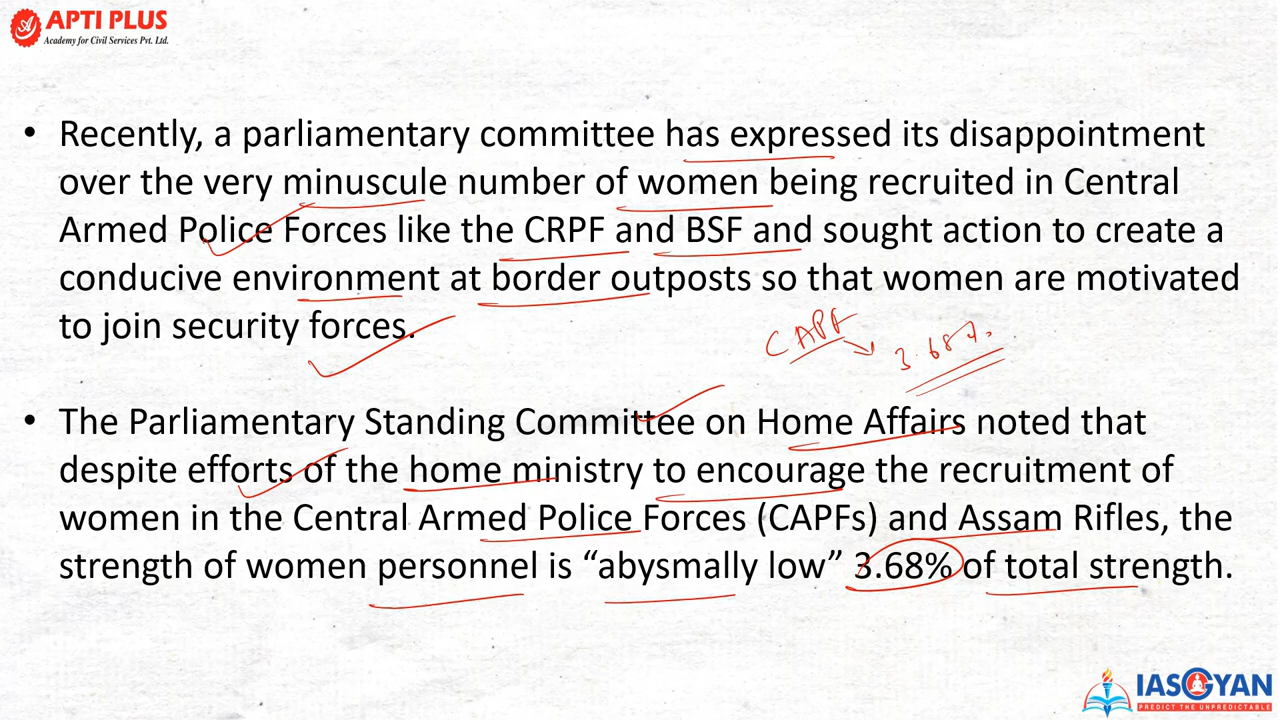 APTI PLUS
Academy for Civil Services Pvt. Ltd.
• Recently, a parliamentary committee has expressed its disappointment
over the very minuscule number of women being recruited in Central
Armed Police Forces like the CRPF and BSF and sought action to create a
conducive environment at border outposts so that women are motivated
to join security forces.
CAPF → 3.68%
• The Parliamentary Standing Committee on Home Affairs noted that
despite efforts of the home ministry to encourage the recruitment of
women in the Central Armed Police Forces (CAPFs) and Assam Rifles, the
strength of women personnel is “abysmally low” 3.68% of total strength.
IASGYAN
PREDICT THE UNPREDICTABLE